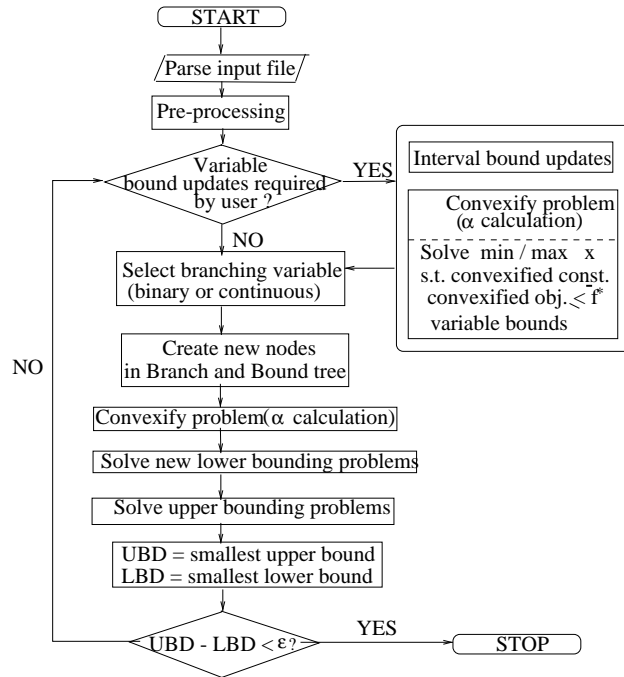 START
Parse input file
Pre-processing
Variable
bound updates required
by user ?
YES
NO
Interval bound updates
Convexify problem
(α calculation)
Solve min / max x
s.t. convexified const.
convexified obj. ≤ f̄*
variable bounds
Select branching variable
(binary or continuous)
Create new nodes
in Branch and Bound tree
NO
Convexify problem(α calculation)
Solve new lower bounding problems
Solve upper bounding problems
UBD = smallest upper bound
LBD = smallest lower bound
UBD - LBD < ε?
YES
STOP